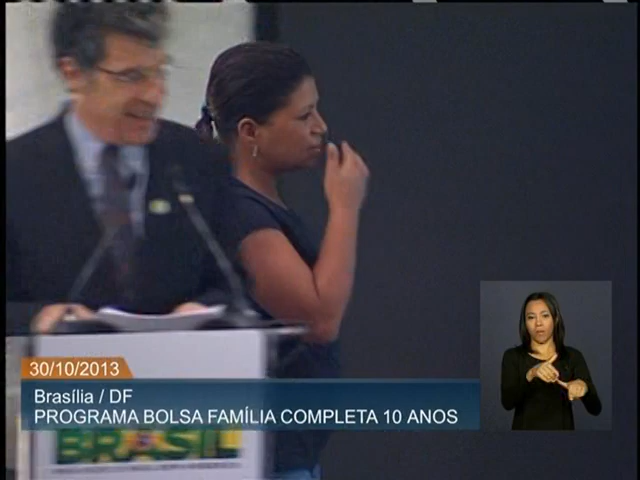 30/10/2013
Brasília / DF
PROGRAMA BOLSA FAMÍLIA COMPLETA 10 ANOS
BRASIL